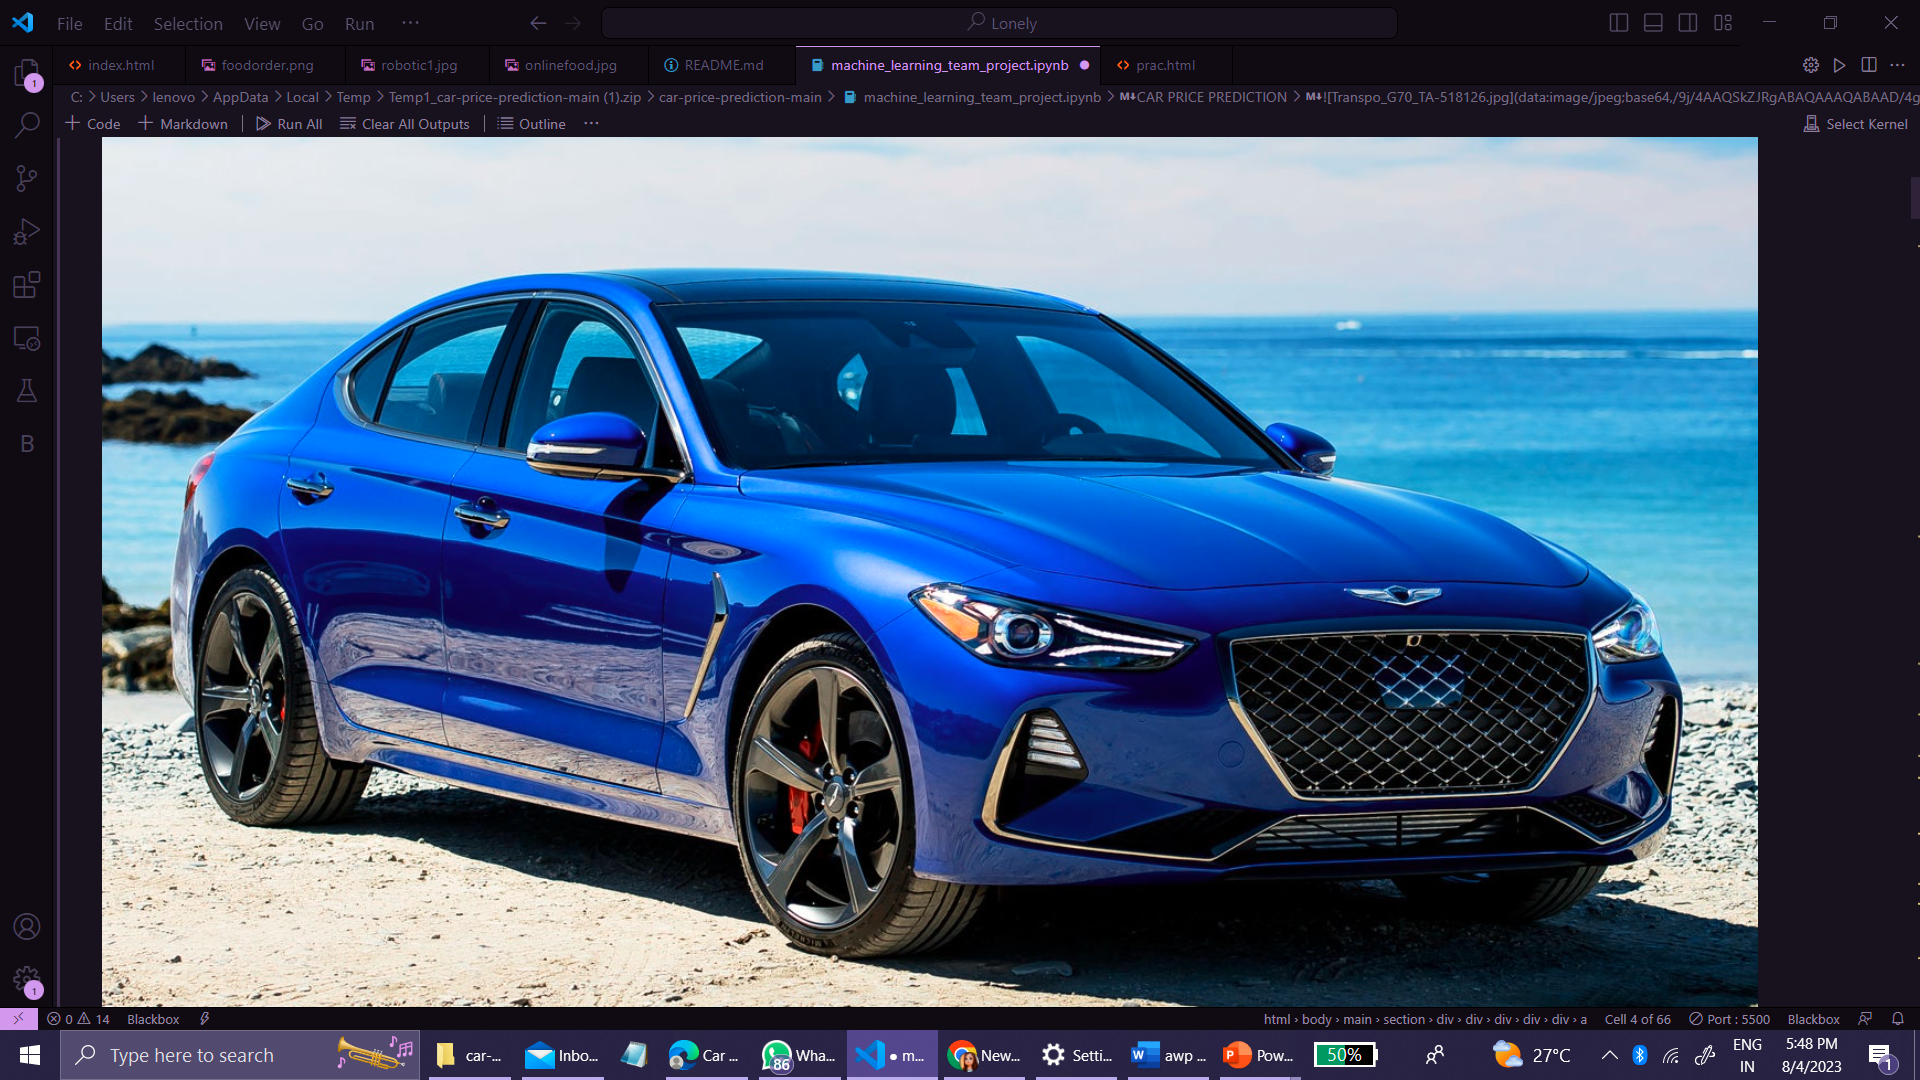 File Edit Selection View Go Run ··· Lonely
index.html foodorder.png robotic1.jpg onlinefood.jpg README.md machine_learning_team_project.ipynb prac.html
C: > Users > lenovo > AppData > Local > Temp > Temp1_car-price-prediction-main (1).zip > car-price-prediction-main > machine_learning_team_project.ipynb > M↓CAR PRICE PREDICTION > M↓![Transpo_G70_TA-518126.jpg](data:image/jpeg;base64,/9j/4AAQSkZJRgABAQAAAQABAAD/4g
+ Code + Markdown | Run All Clear All Outputs | Outline ··· Select Kernel
1
B
1
0 14 Blackbox html › body › main › section › div › div › div › div › div › a Cell 4 of 66 Port : 5500 Blackbox
Type here to search car-... Inbo... Car ... 86 Wha... ● m... New... Setti... awp ... Pow... 50% 27°C ENG IN 5:48 PM 8/4/2023 1